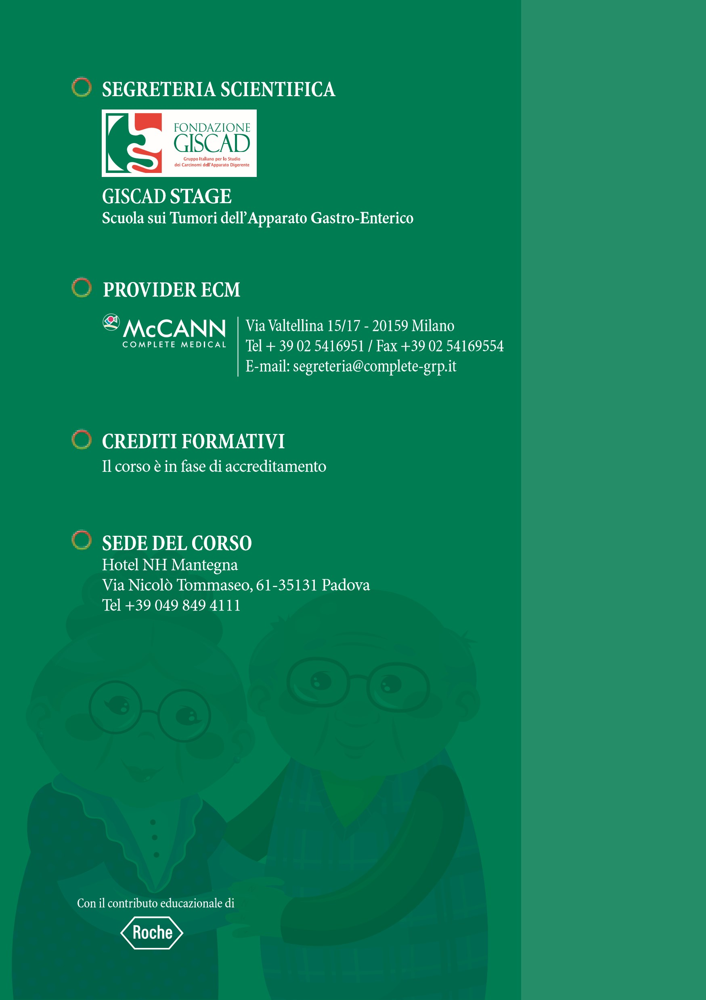 SEGRETERIA SCIENTIFICA
FONDAZIONE
GISCAD
Gruppo Italiano per lo Studio
dei Carcinomi dell'Apparato Digerente
GISCAD STAGE
Scuola sui Tumori dell'Apparato Gastro-Enterico
PROVIDER ECM
McCANN
COMPLETE MEDICAL
Via Valtellina 15/17 - 20159 Milano
Tel + 39 02 5416951 / Fax +39 02 54169554
E-mail: segreteria@complete-grp.it
CREDITI FORMATIVI
Il corso è in fase di accreditamento
SEDE DEL CORSO
Hotel NH Mantegna
Via Nicolò Tommaseo, 61-35131 Padova
Tel +39 049 849 4111
Con il contributo educazionale di
Roche